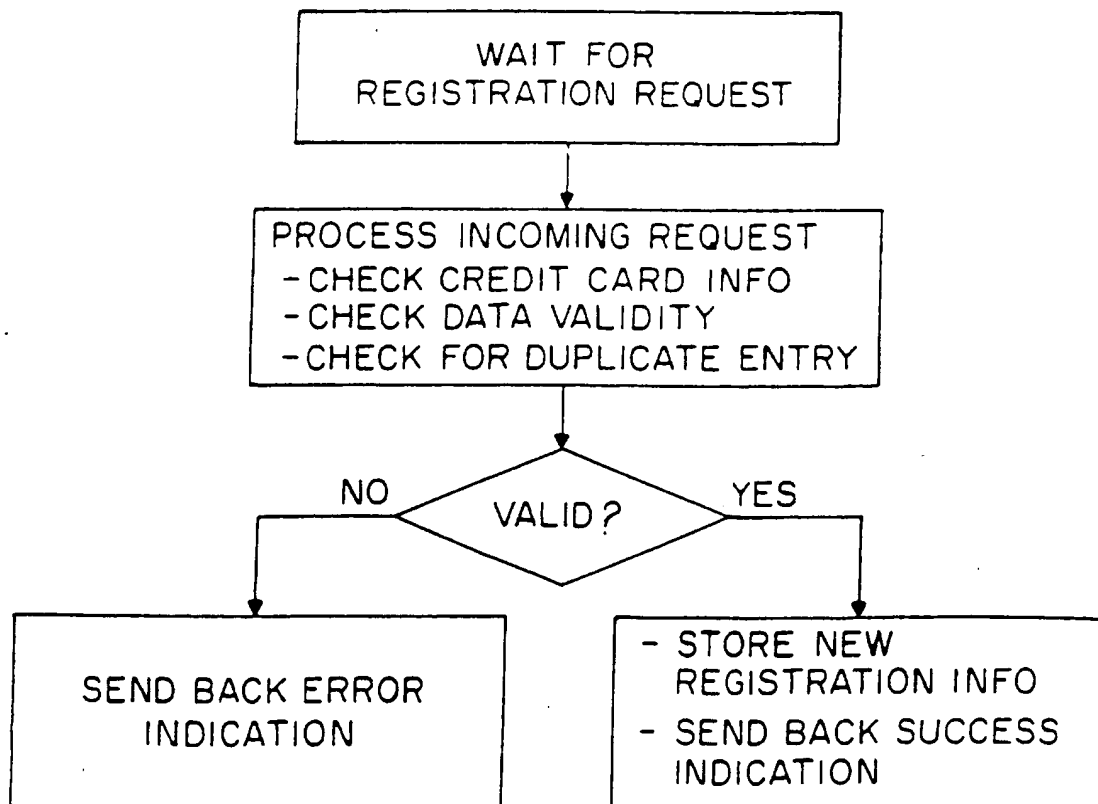 WAIT FOR
REGISTRATION REQUEST
PROCESS INCOMING REQUEST
-CHECK CREDIT CARD INFO
-CHECK DATA VALIDITY
-CHECK FOR DUPLICATE ENTRY
NO
VALID?
YES
SEND BACK ERROR
INDICATION
- STORE NEW
REGISTRATION INFO
- SEND BACK SUCCESS
INDICATION